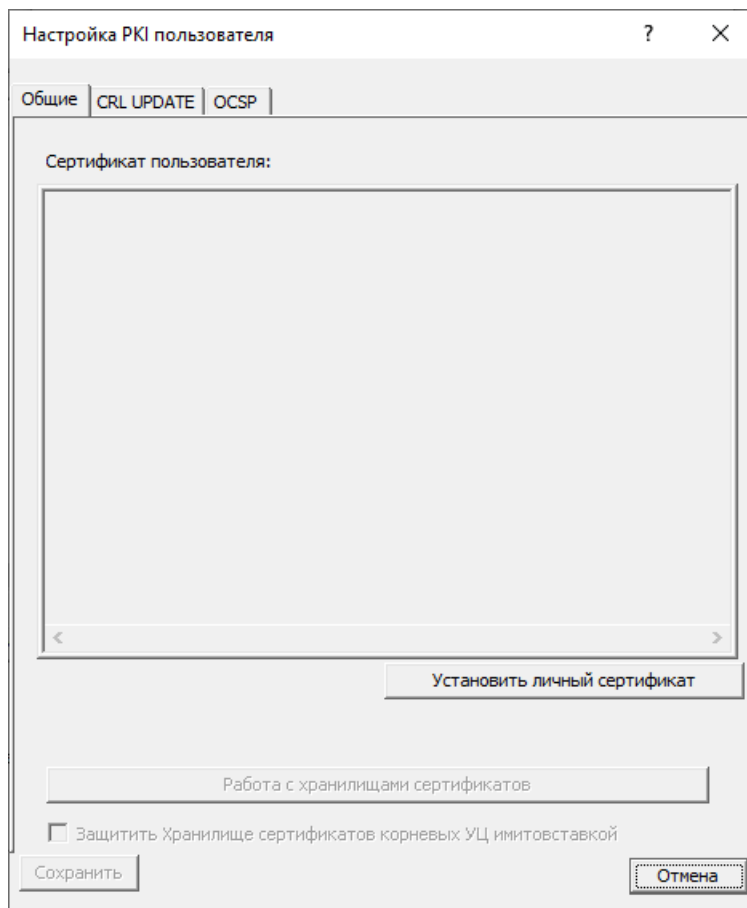 Настройка PKI пользователя
Общие CRL UPDATE OCSP
Сертификат пользователя:
Установить личный сертификат
Работа с хранилищами сертификатов
Защитить Хранилище сертификатов корневых УЦ имитовставкой
Сохранить Отмена